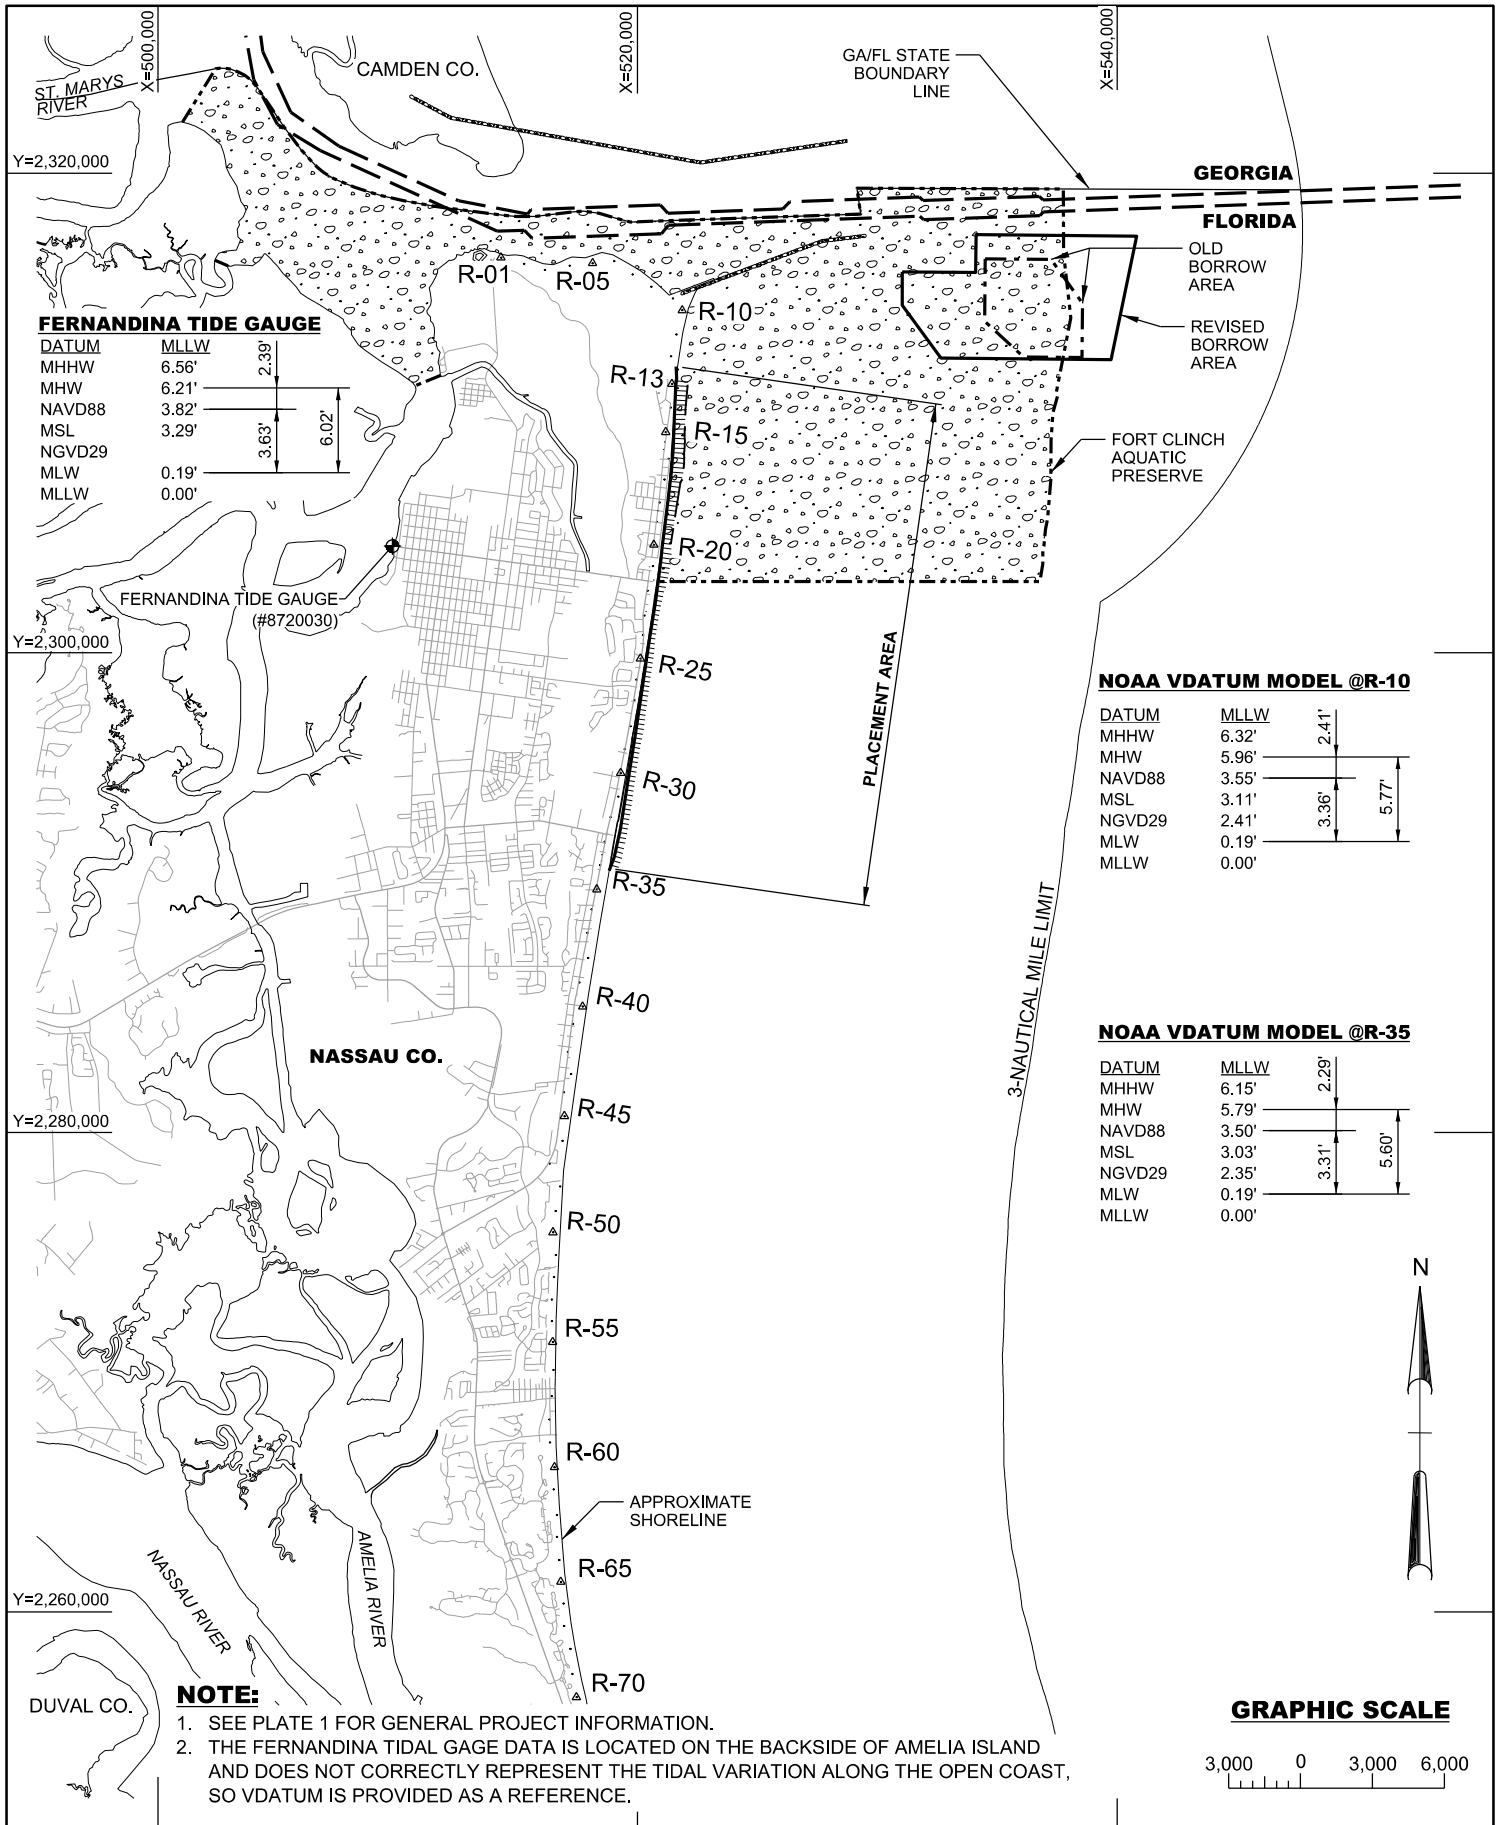 X=500,000
X=520,000
X=540,000
CAMDEN CO.
GA/FL STATE
BOUNDARY
LINE
ST. MARYS
RIVER
Y=2,320,000
GEORGIA
FLORIDA
OLD
BORROW
AREA
REVISED
BORROW
AREA
R-01
R-05
R-10
R-13
R-15
R-20
R-25
R-30
R-35
R-40
R-45
R-50
R-55
R-60
R-65
R-70
FERNANDINA TIDE GAUGE
DATUM MLLW
MHHW 6.56'
MHW 6.21'
NAVD88 3.82'
MSL 3.29'
NGVD29
MLW 0.19'
MLLW 0.00'
2.39'
3.63'
6.02'
FORT CLINCH
AQUATIC
PRESERVE
FERNANDINA TIDE GAUGE
(#8720030)
Y=2,300,000
PLACEMENT AREA
NOAA VDATUM MODEL @R-10
DATUM MLLW
MHHW 6.32'
MHW 5.96'
NAVD88 3.55'
MSL 3.11'
NGVD29 2.41'
MLW 0.19'
MLLW 0.00'
2.41'
3.36'
5.77'
3-NAUTICAL MILE LIMIT
NASSAU CO.
NOAA VDATUM MODEL @R-35
DATUM MLLW
MHHW 6.15'
MHW 5.79'
NAVD88 3.50'
MSL 3.03'
NGVD29 2.35'
MLW 0.19'
MLLW 0.00'
2.29'
3.31'
5.60'
Y=2,280,000
N
APPROXIMATE
SHORELINE
NASSAU RIVER
AMELIA RIVER
Y=2,260,000
DUVAL CO.
NOTE:
1. SEE PLATE 1 FOR GENERAL PROJECT INFORMATION.
2. THE FERNANDINA TIDAL GAGE DATA IS LOCATED ON THE BACKSIDE OF AMELIA ISLAND
AND DOES NOT CORRECTLY REPRESENT THE TIDAL VARIATION ALONG THE OPEN COAST,
SO VDATUM IS PROVIDED AS A REFERENCE.
GRAPHIC SCALE
3,000 0 3,000 6,000